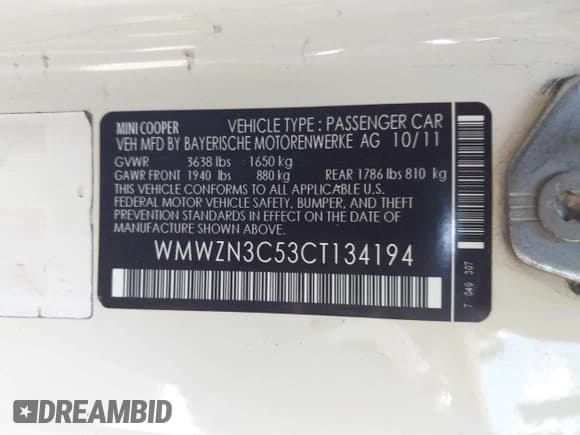 MINI COOPER VEHICLE TYPE : PASSENGER CAR
VEH MFD BY BAYERISCHE MOTORENWERKE AG 10/11
GVWR 3638 lbs 1650 kg
GAWR FRONT 1940 lbs 880 kg REAR 1786 lbs 810 kg
THIS VEHICLE CONFORMS TO ALL APPLICABLE U.S.
FEDERAL MOTOR VEHICLE SAFETY, BUMPER, AND THEFT
PREVENTION STANDARDS IN EFFECT ON THE DATE OF
MANUFACTURE SHOWN ABOVE.
WMWZN3C53CT134194
7 049 307
DREAMBID